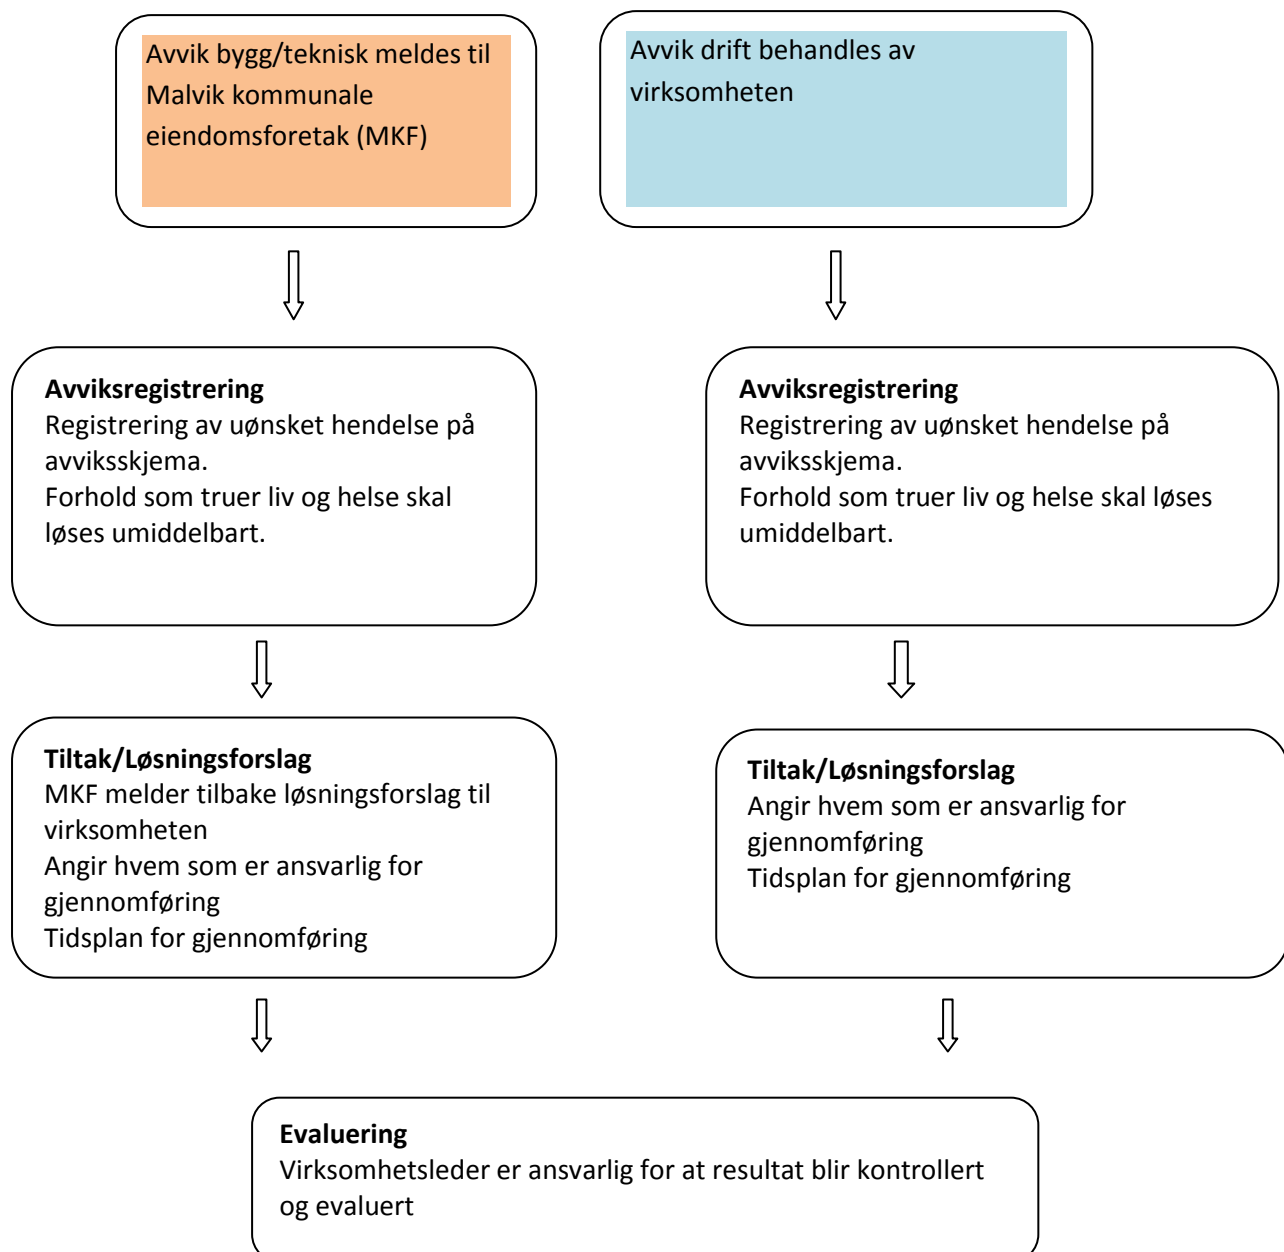 Avvik bygg/teknisk meldes til
Malvik kommunale
eiendomsforetak (MKF)
Avvik drift behandles av
virksomheten
Avviksregistrering
Registrering av uønsket hendelse på
avviksskjema.
Forhold som truer liv og helse skal
løses umiddelbart.
Avviksregistrering
Registrering av uønsket hendelse på
avviksskjema.
Forhold som truer liv og helse skal løses
umiddelbart.
Tiltak/Løsningsforslag
MKF melder tilbake løsningsforslag til
virksomheten
Angir hvem som er ansvarlig for
gjennomføring
Tidsplan for gjennomføring
Tiltak/Løsningsforslag
Angir hvem som er ansvarlig for
gjennomføring
Tidsplan for gjennomføring
Evaluering
Virksomhetsleder er ansvarlig for at resultat blir kontrollert
og evaluert